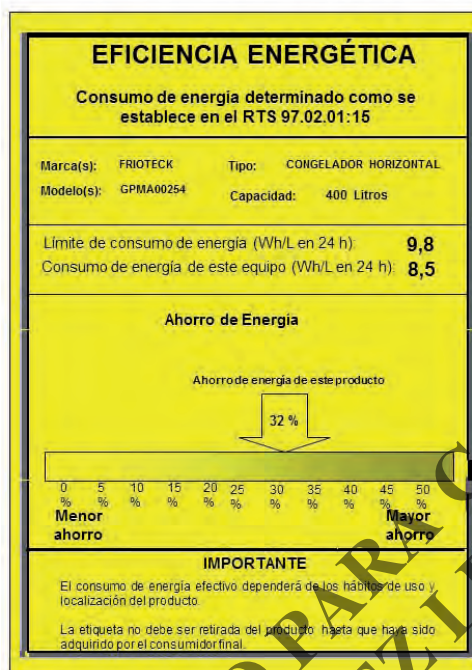 EFICIENCIA ENERGÉTICA
Consumo de energía determinado como se
establece en el RTS 97.02.01:15
Marca(s): FRIOTECK Tipo: CONGELADOR HORIZONTAL
Modelo(s): GPMA00254 Capacidad: 400 Litros
Límite de consumo de energía (Wh/L en 24 h): 9,8
Consumo de energía de este equipo (Wh/L en 24 h): 8,5
Ahorro de Energía
Ahorro de energía de este producto
32 %
0 5 10 15 20 25 30 35 40 45 50
% % % % % % % % % % %
Menor Mayor
ahorro ahorro
IMPORTANTE
El consumo de energía efectivo dependerá de los hábitos de uso y
localización del producto.
La etiqueta no debe ser retirada del producto hasta que haya sido
adquirido por el consumidor final.
PARA